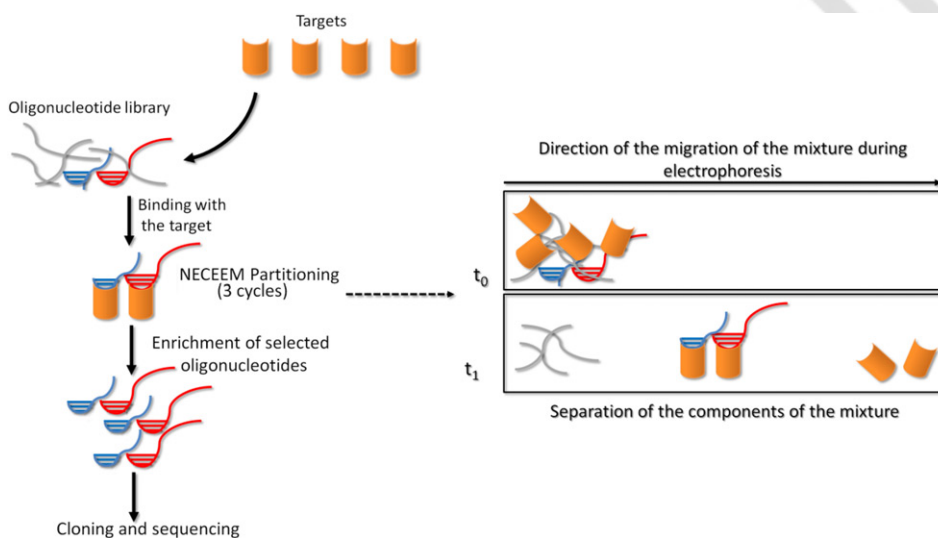 Targets
Oligonucleotide library
Binding with
the target
NECEEM Partitioning
(3 cycles)
Enrichment of selected
oligonucleotides
Cloning and sequencing
Direction of the migration of the mixture during
electrophoresis
t0
t1
Separation of the components of the mixture